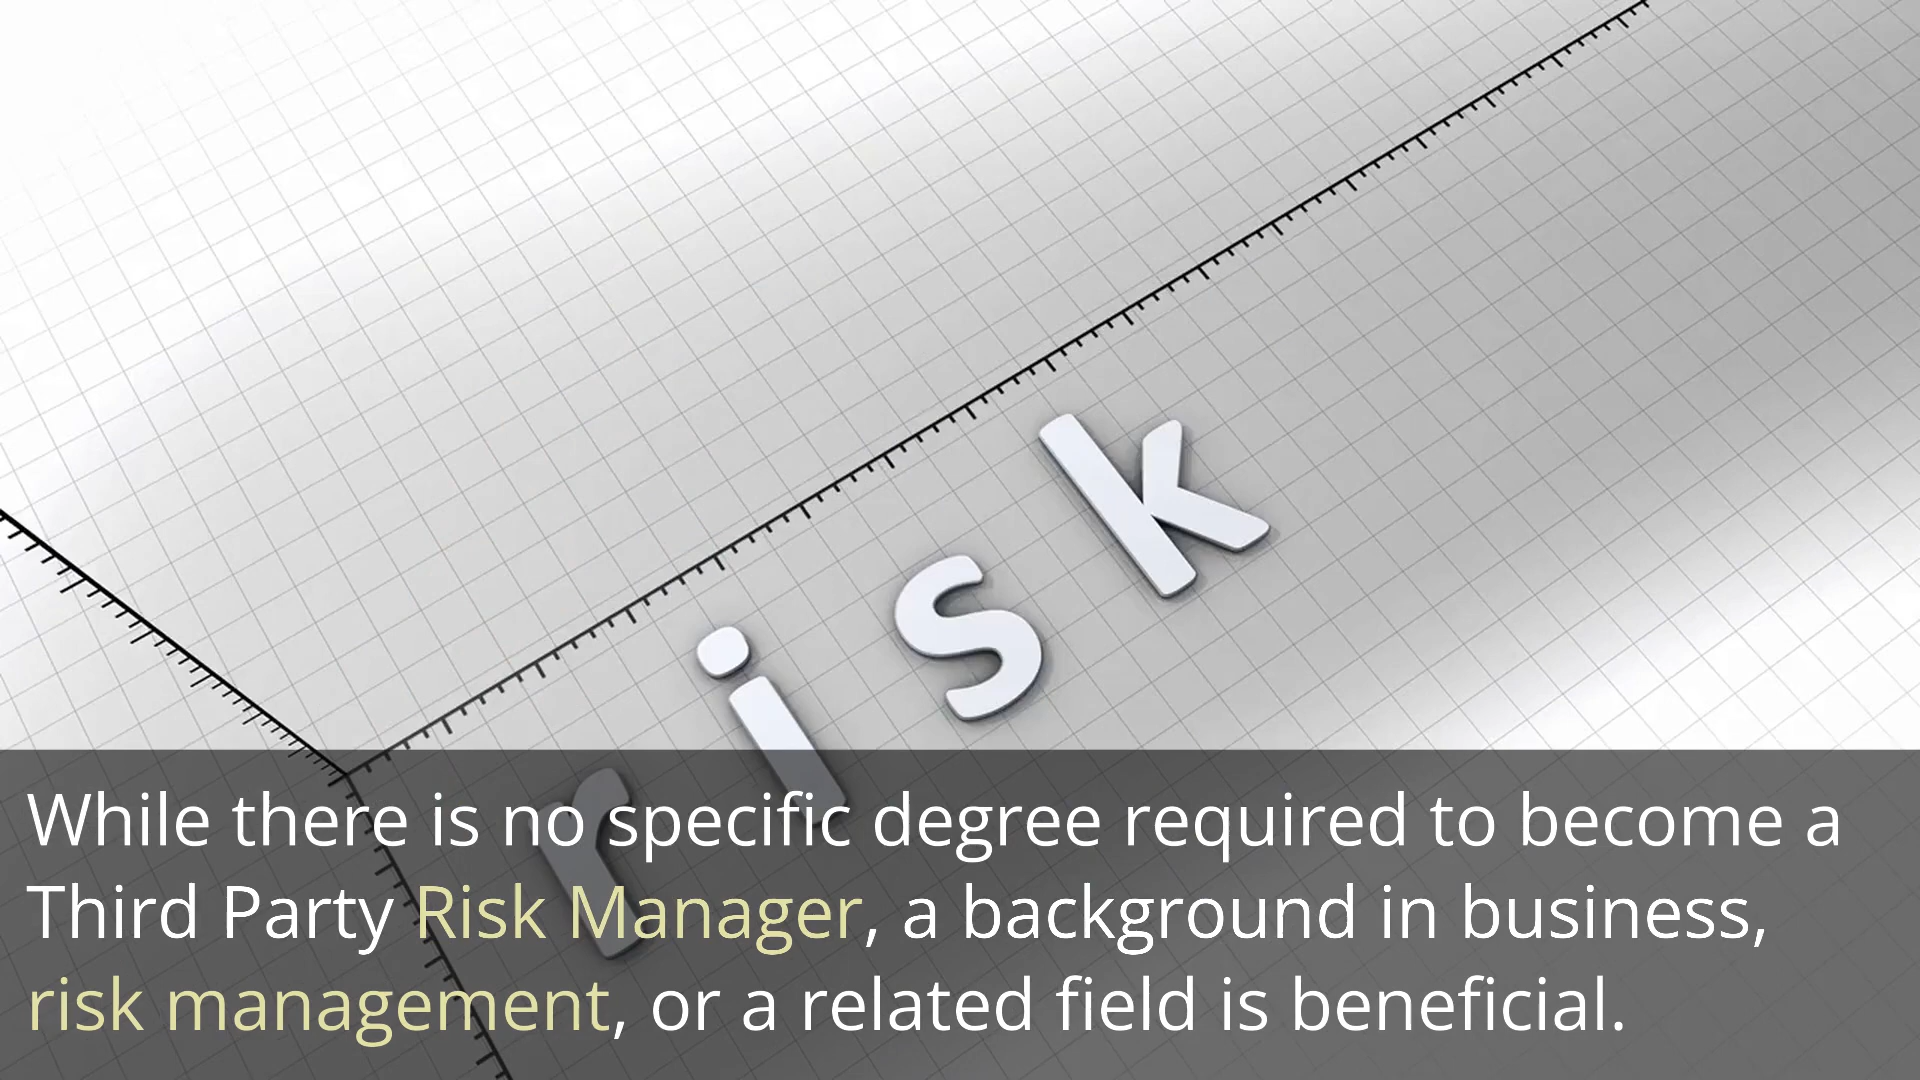 risk
While there is no specific degree required to become a
Third Party Risk Manager, a background in business,
risk management, or a related field is beneficial.